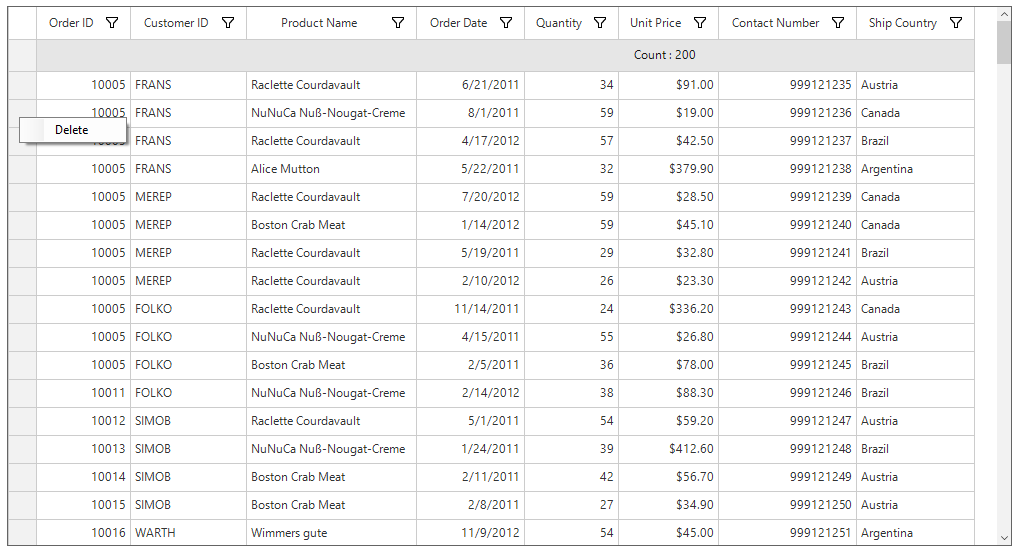 Order ID Customer ID Product Name Order Date Quantity Unit Price Contact Number Ship Country
Count : 200
10005 FRANS Raclette Courdavault 6/21/2011 34 $91.00 999121235 Austria
10005 FRANS NuNuCa Nuß-Nougat-Creme 8/1/2011 59 $19.00 999121236 Canada
Delete
FRANS Raclette Courdavault 4/17/2012 57 $42.50 999121237 Brazil
10005 FRANS Alice Mutton 5/22/2011 32 $379.90 999121238 Argentina
10005 MEREP Raclette Courdavault 7/20/2012 59 $28.50 999121239 Canada
10005 MEREP Boston Crab Meat 1/14/2012 59 $45.10 999121240 Canada
10005 MEREP Raclette Courdavault 5/19/2011 29 $32.80 999121241 Brazil
10005 MEREP Raclette Courdavault 2/10/2012 26 $23.30 999121242 Austria
10005 FOLKO Raclette Courdavault 11/14/2011 24 $336.20 999121243 Canada
10005 FOLKO NuNuCa Nuß-Nougat-Creme 4/15/2011 55 $26.80 999121244 Austria
10005 FOLKO Boston Crab Meat 2/5/2011 36 $78.00 999121245 Brazil
10011 FOLKO NuNuCa Nuß-Nougat-Creme 2/14/2012 38 $88.30 999121246 Brazil
10012 SIMOB Raclette Courdavault 5/1/2011 54 $59.20 999121247 Austria
10013 SIMOB NuNuCa Nuß-Nougat-Creme 1/24/2011 39 $412.60 999121248 Brazil
10014 SIMOB Boston Crab Meat 2/11/2011 42 $56.70 999121249 Austria
10015 SIMOB Boston Crab Meat 2/8/2011 27 $34.90 999121250 Austria
10016 WARTH Wimmers gute 11/9/2012 54 $45.00 999121251 Argentina